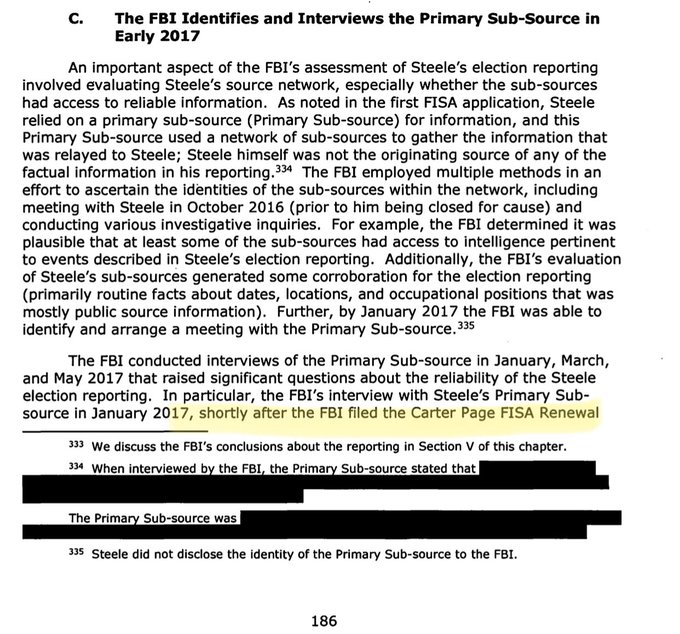 C. The FBI Identifies and Interviews the Primary Sub-Source in
Early 2017
An important aspect of the FBI's assessment of Steele's election reporting
involved evaluating Steele's source network, especially whether the sub-sources
had access to reliable information. As noted in the first FISA application, Steele
relied on a primary sub-source (Primary Sub-source) for information, and this
Primary Sub-source used a network of sub-sources to gather the information that
was relayed to Steele; Steele himself was not the originating source of any of the
factual information in his reporting.334 The FBI employed multiple methods in an
effort to ascertain the identities of the sub-sources within the network, including
meeting with Steele in October 2016 (prior to him being closed for cause) and
conducting various investigative inquiries. For example, the FBI determined it was
plausible that at least some of the sub-sources had access to intelligence pertinent
to events described in Steele's election reporting. Additionally, the FBI's evaluation
of Steele's sub-sources generated some corroboration for the election reporting
(primarily routine facts about dates, locations, and occupational positions that was
mostly public source information). Further, by January 2017 the FBI was able to
identify and arrange a meeting with the Primary Sub-source.335
The FBI conducted interviews of the Primary Sub-source in January, March,
and May 2017 that raised significant questions about the reliability of the Steele
election reporting. In particular, the FBI's interview with Steele's Primary Sub-
source in January 2017, shortly after the FBI filed the Carter Page FISA Renewal
333 We discuss the FBI's conclusions about the reporting in Section V of this chapter.
334 When interviewed by the FBI, the Primary Sub-source stated that
The Primary Sub-source was
335 Steele did not disclose the identity of the Primary Sub-source to the FBI.
186